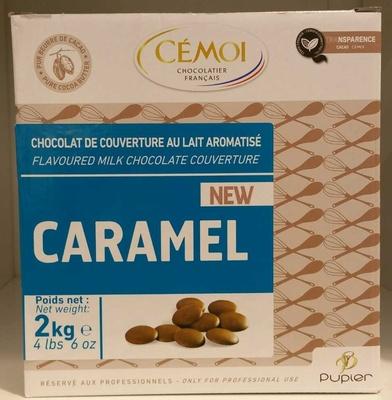 PUR BEURRE DE CACAO
PURE COCOA BUTTER
CÉMOI
CHOCOLATIER
FRANÇAIS
TRANSPARENCE
CACAO CÉMOI
CHOCOLAT DE COUVERTURE AU LAIT AROMATISÉ
FLAVOURED MILK CHOCOLATE COUVERTURE
NEW
CARAMEL
Poids net :
Net weight:
2kg e
4 lbs 6 oz
RÉSERVÉ AUX PROFESSIONNELS - ONLY FOR PROFESSIONAL USE
Pupier